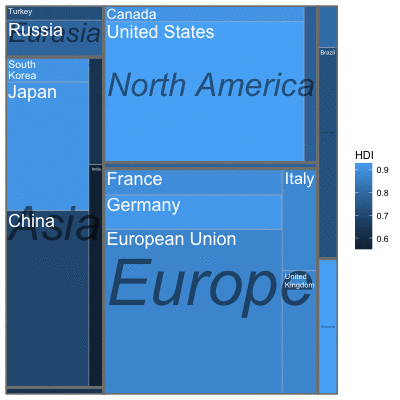 Turkey
Russia
Eurasia
South
Korea
Japan
India
China
Asia
Canada
United States
North America
France
Germany
European Union
Italy
United
Kingdom
Europe
Brazil
HDI
0.9
0.8
0.7
0.6